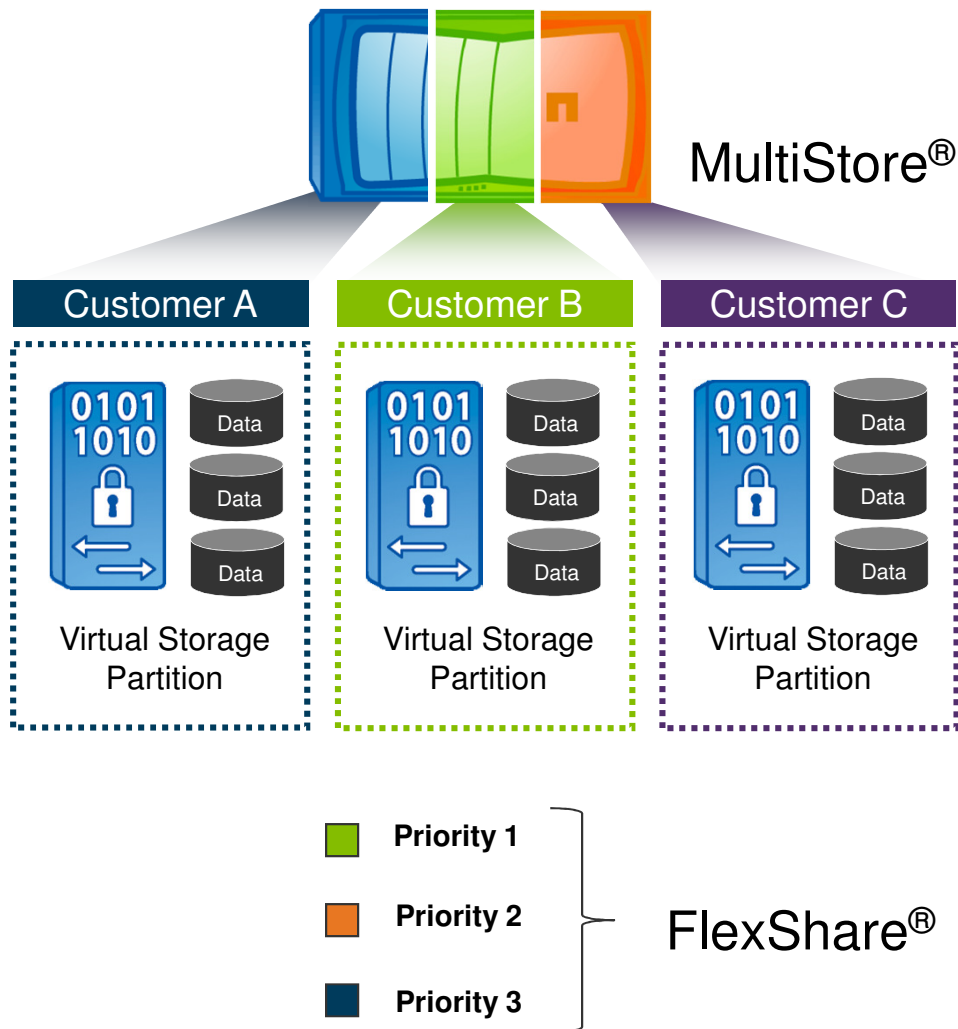 MultiStore®
Customer A
Customer B
Customer C
0101
1010
Data
Data
Data
Virtual Storage
Partition
0101
1010
Data
Data
Data
Virtual Storage
Partition
0101
1010
Data
Data
Data
Virtual Storage
Partition
Priority 1
Priority 2
Priority 3
FlexShare®